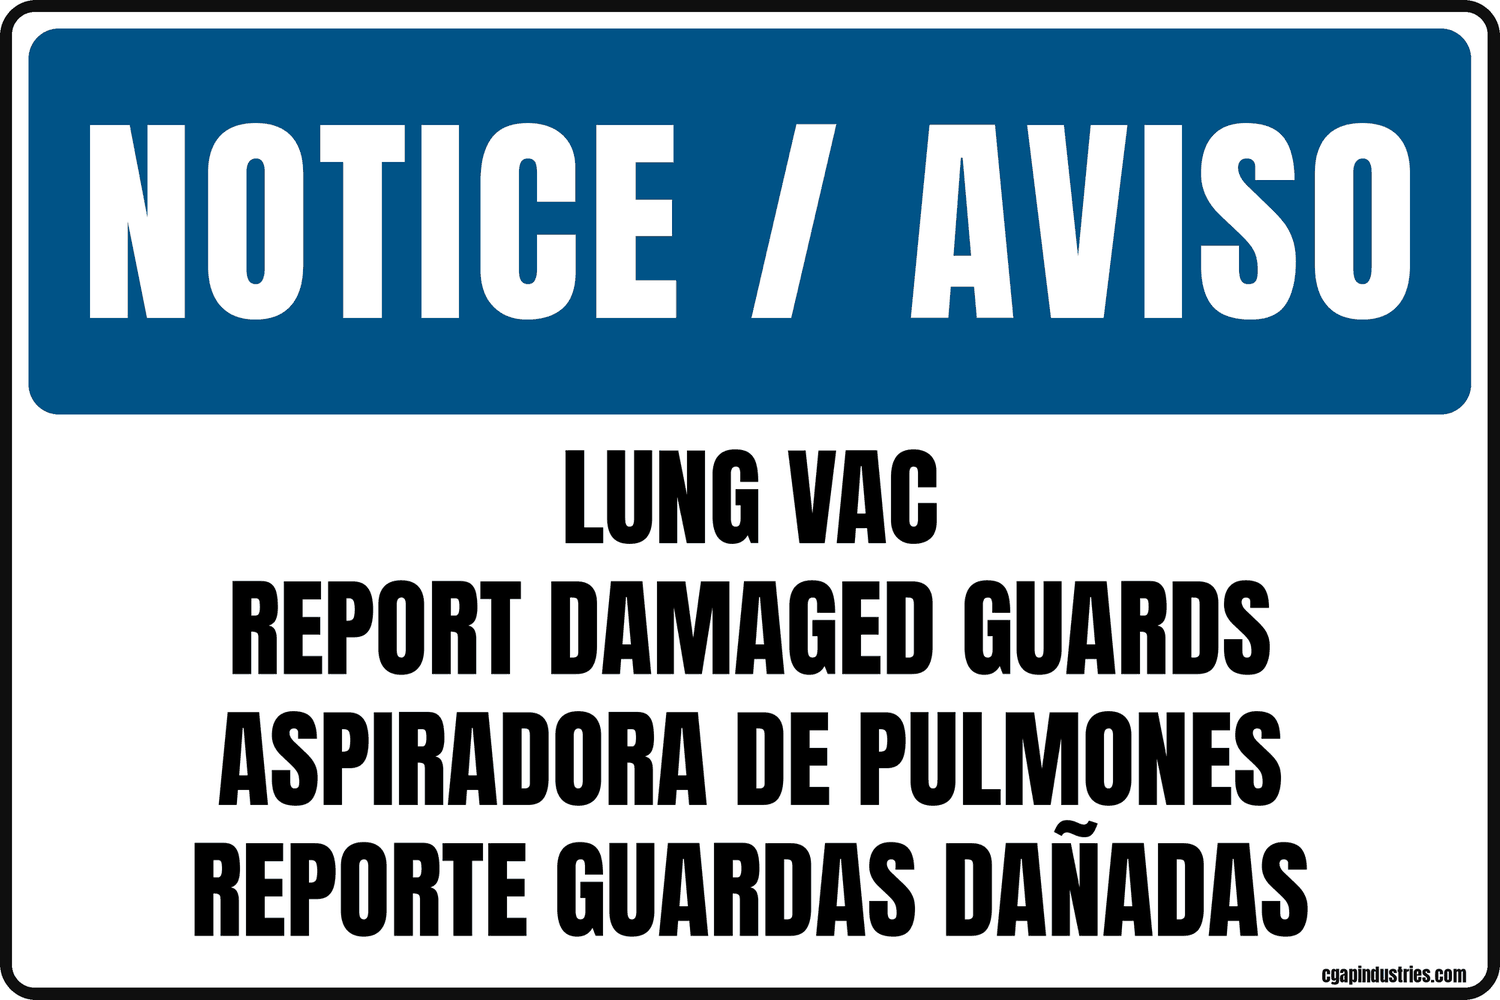 NOTICE / AVISO
LUNG VAC
REPORT DAMAGED GUARDS
ASPIRADORA DE PULMONES
REPORTE GUARDAS DAÑADAS
cgapindustries.com